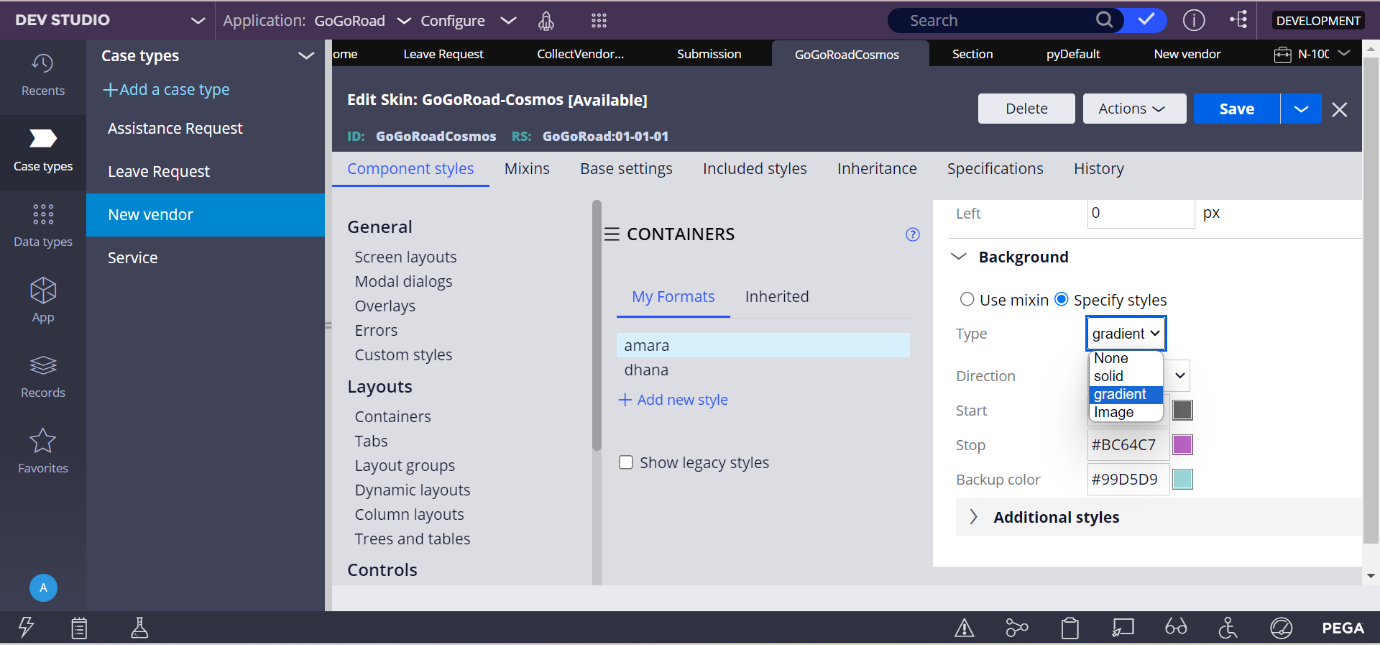 DEV STUDIO
Application: GoGoRoad
Configure
Search
DEVELOPMENT
Recents
Case types
Data types
App
Records
Favorites
A
Case types
+Add a case type
Assistance Request
Leave Request
New vendor
Service
ome
Leave Request
CollectVendor...
Submission
GoGoRoadCosmos
Section
pyDefault
New vendor
N-100
Edit Skin: GoGoRoad-Cosmos [Available]
ID: GoGoRoadCosmos RS: GoGoRoad:01-01-01
Delete
Actions
Save
Component styles
Mixins
Base settings
Included styles
Inheritance
Specifications
History
General
Screen layouts
Modal dialogs
Overlays
Errors
Custom styles
Layouts
Containers
Tabs
Layout groups
Dynamic layouts
Column layouts
Trees and tables
Controls
CONTAINERS
?
My Formats
Inherited
amara
dhana
+ Add new style
Show legacy styles
Left 0 px
Background
Use mixin Specify styles
Type gradient
None
solid
gradient
Image
Direction
Start
Stop #BC64C7
Backup color #99D5D9
Additional styles
PEGA